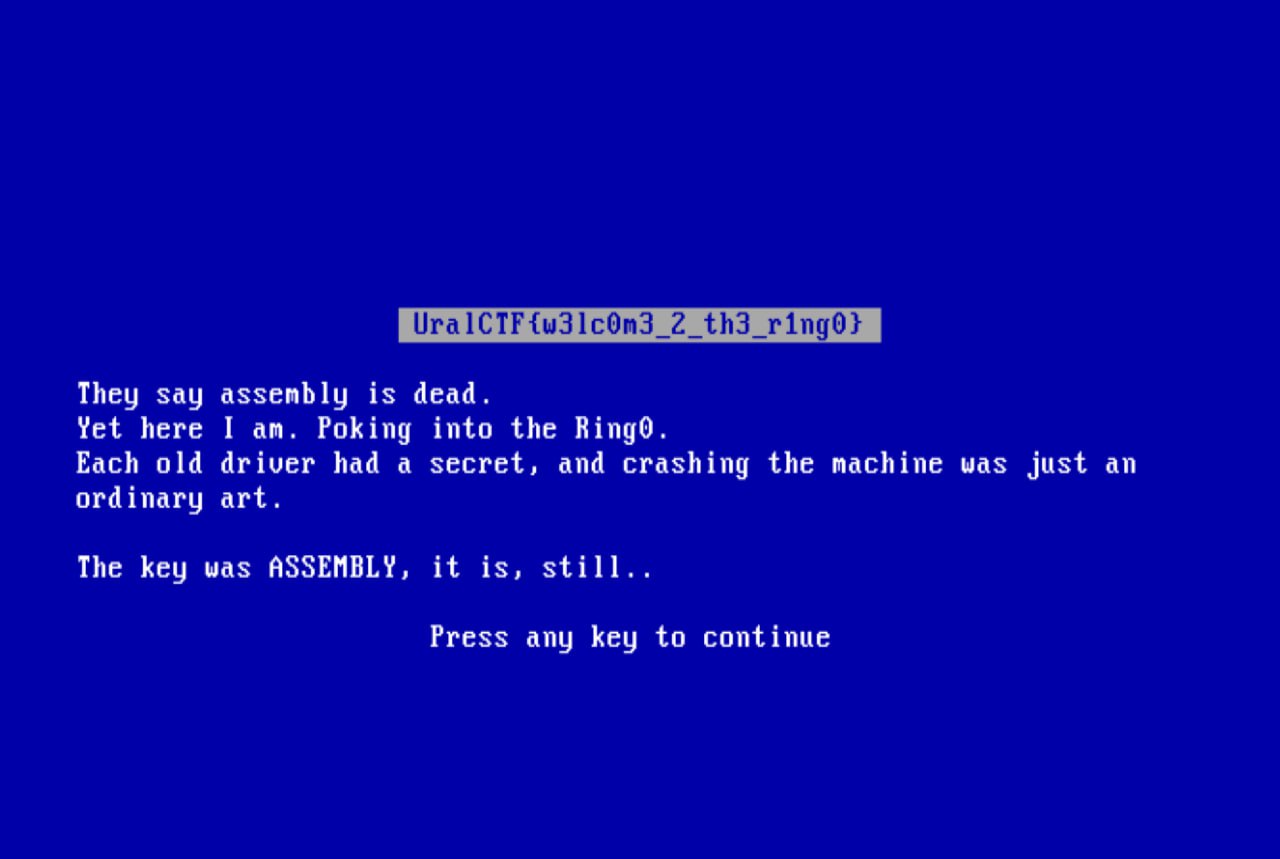 UralCTF{w3lc0m3_2_th3_r1ng0}
They say assembly is dead.
Yet here I am. Poking into the Ring0.
Each old driver had a secret, and crashing the machine was just an
ordinary art.
The key was ASSEMBLY, it is, still..
Press any key to continue